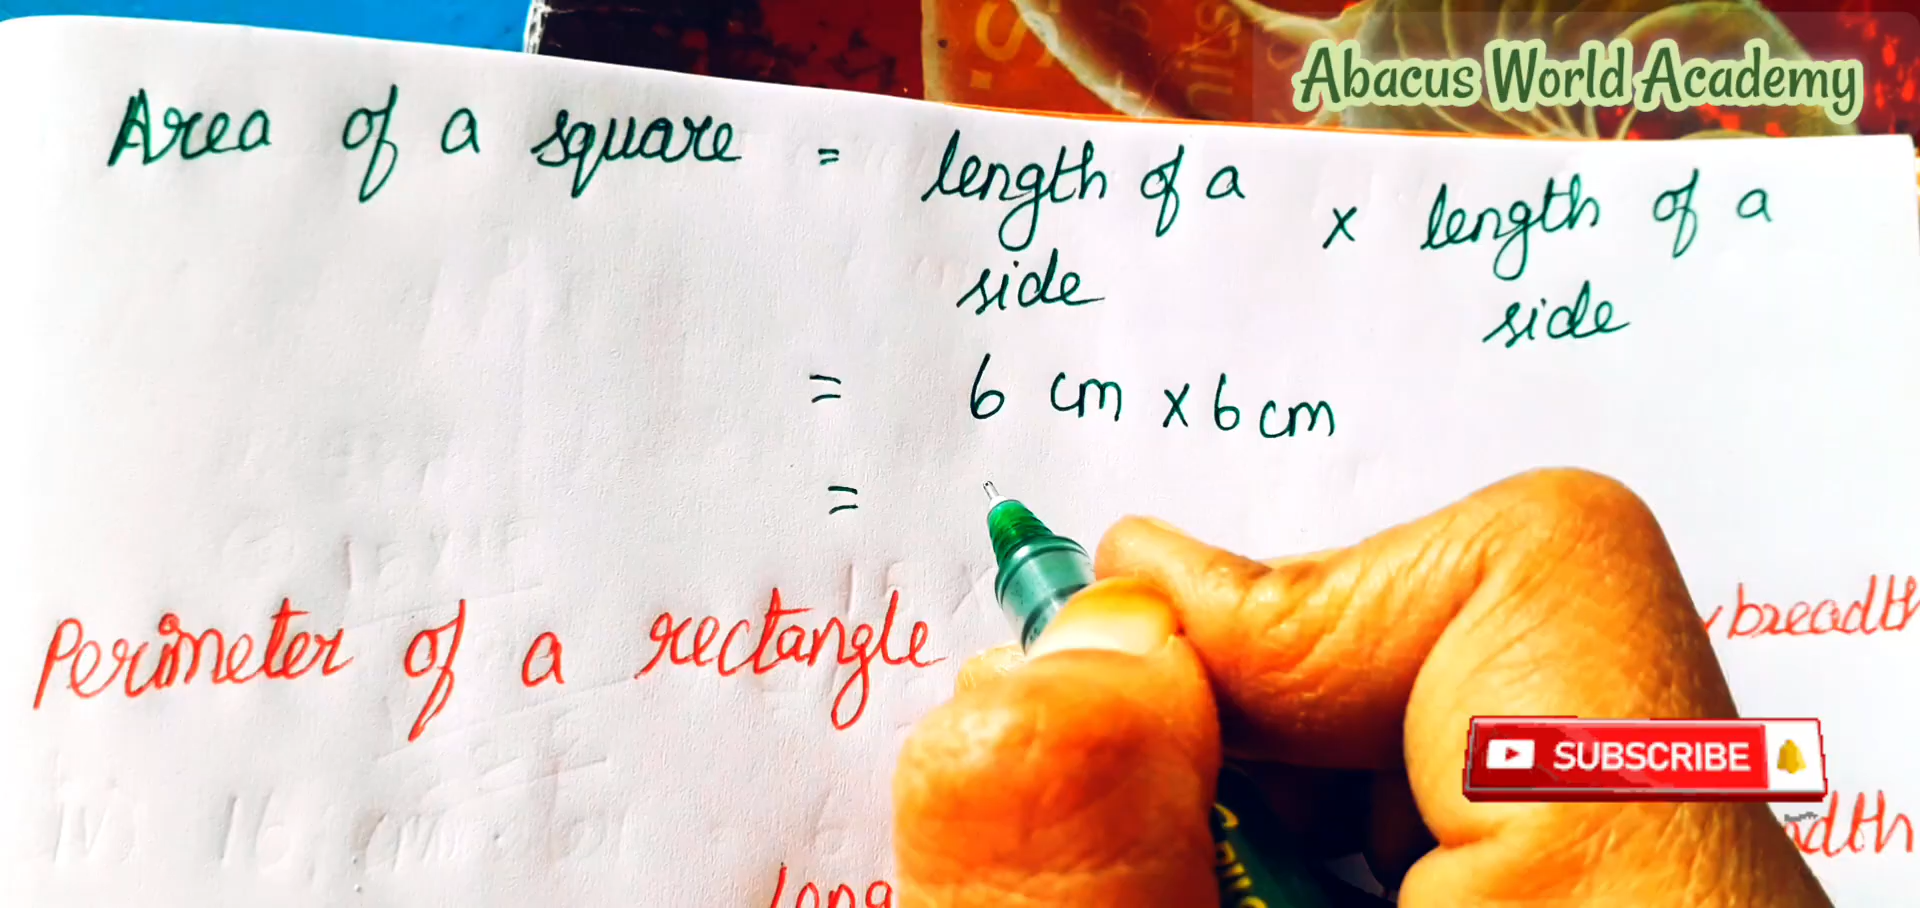 Abacus World Academy
Area of a square = length of a side × length of a side
= 6 cm × 6 cm
=
Perimeter of a rectangle
breadth
SUBSCRIBE